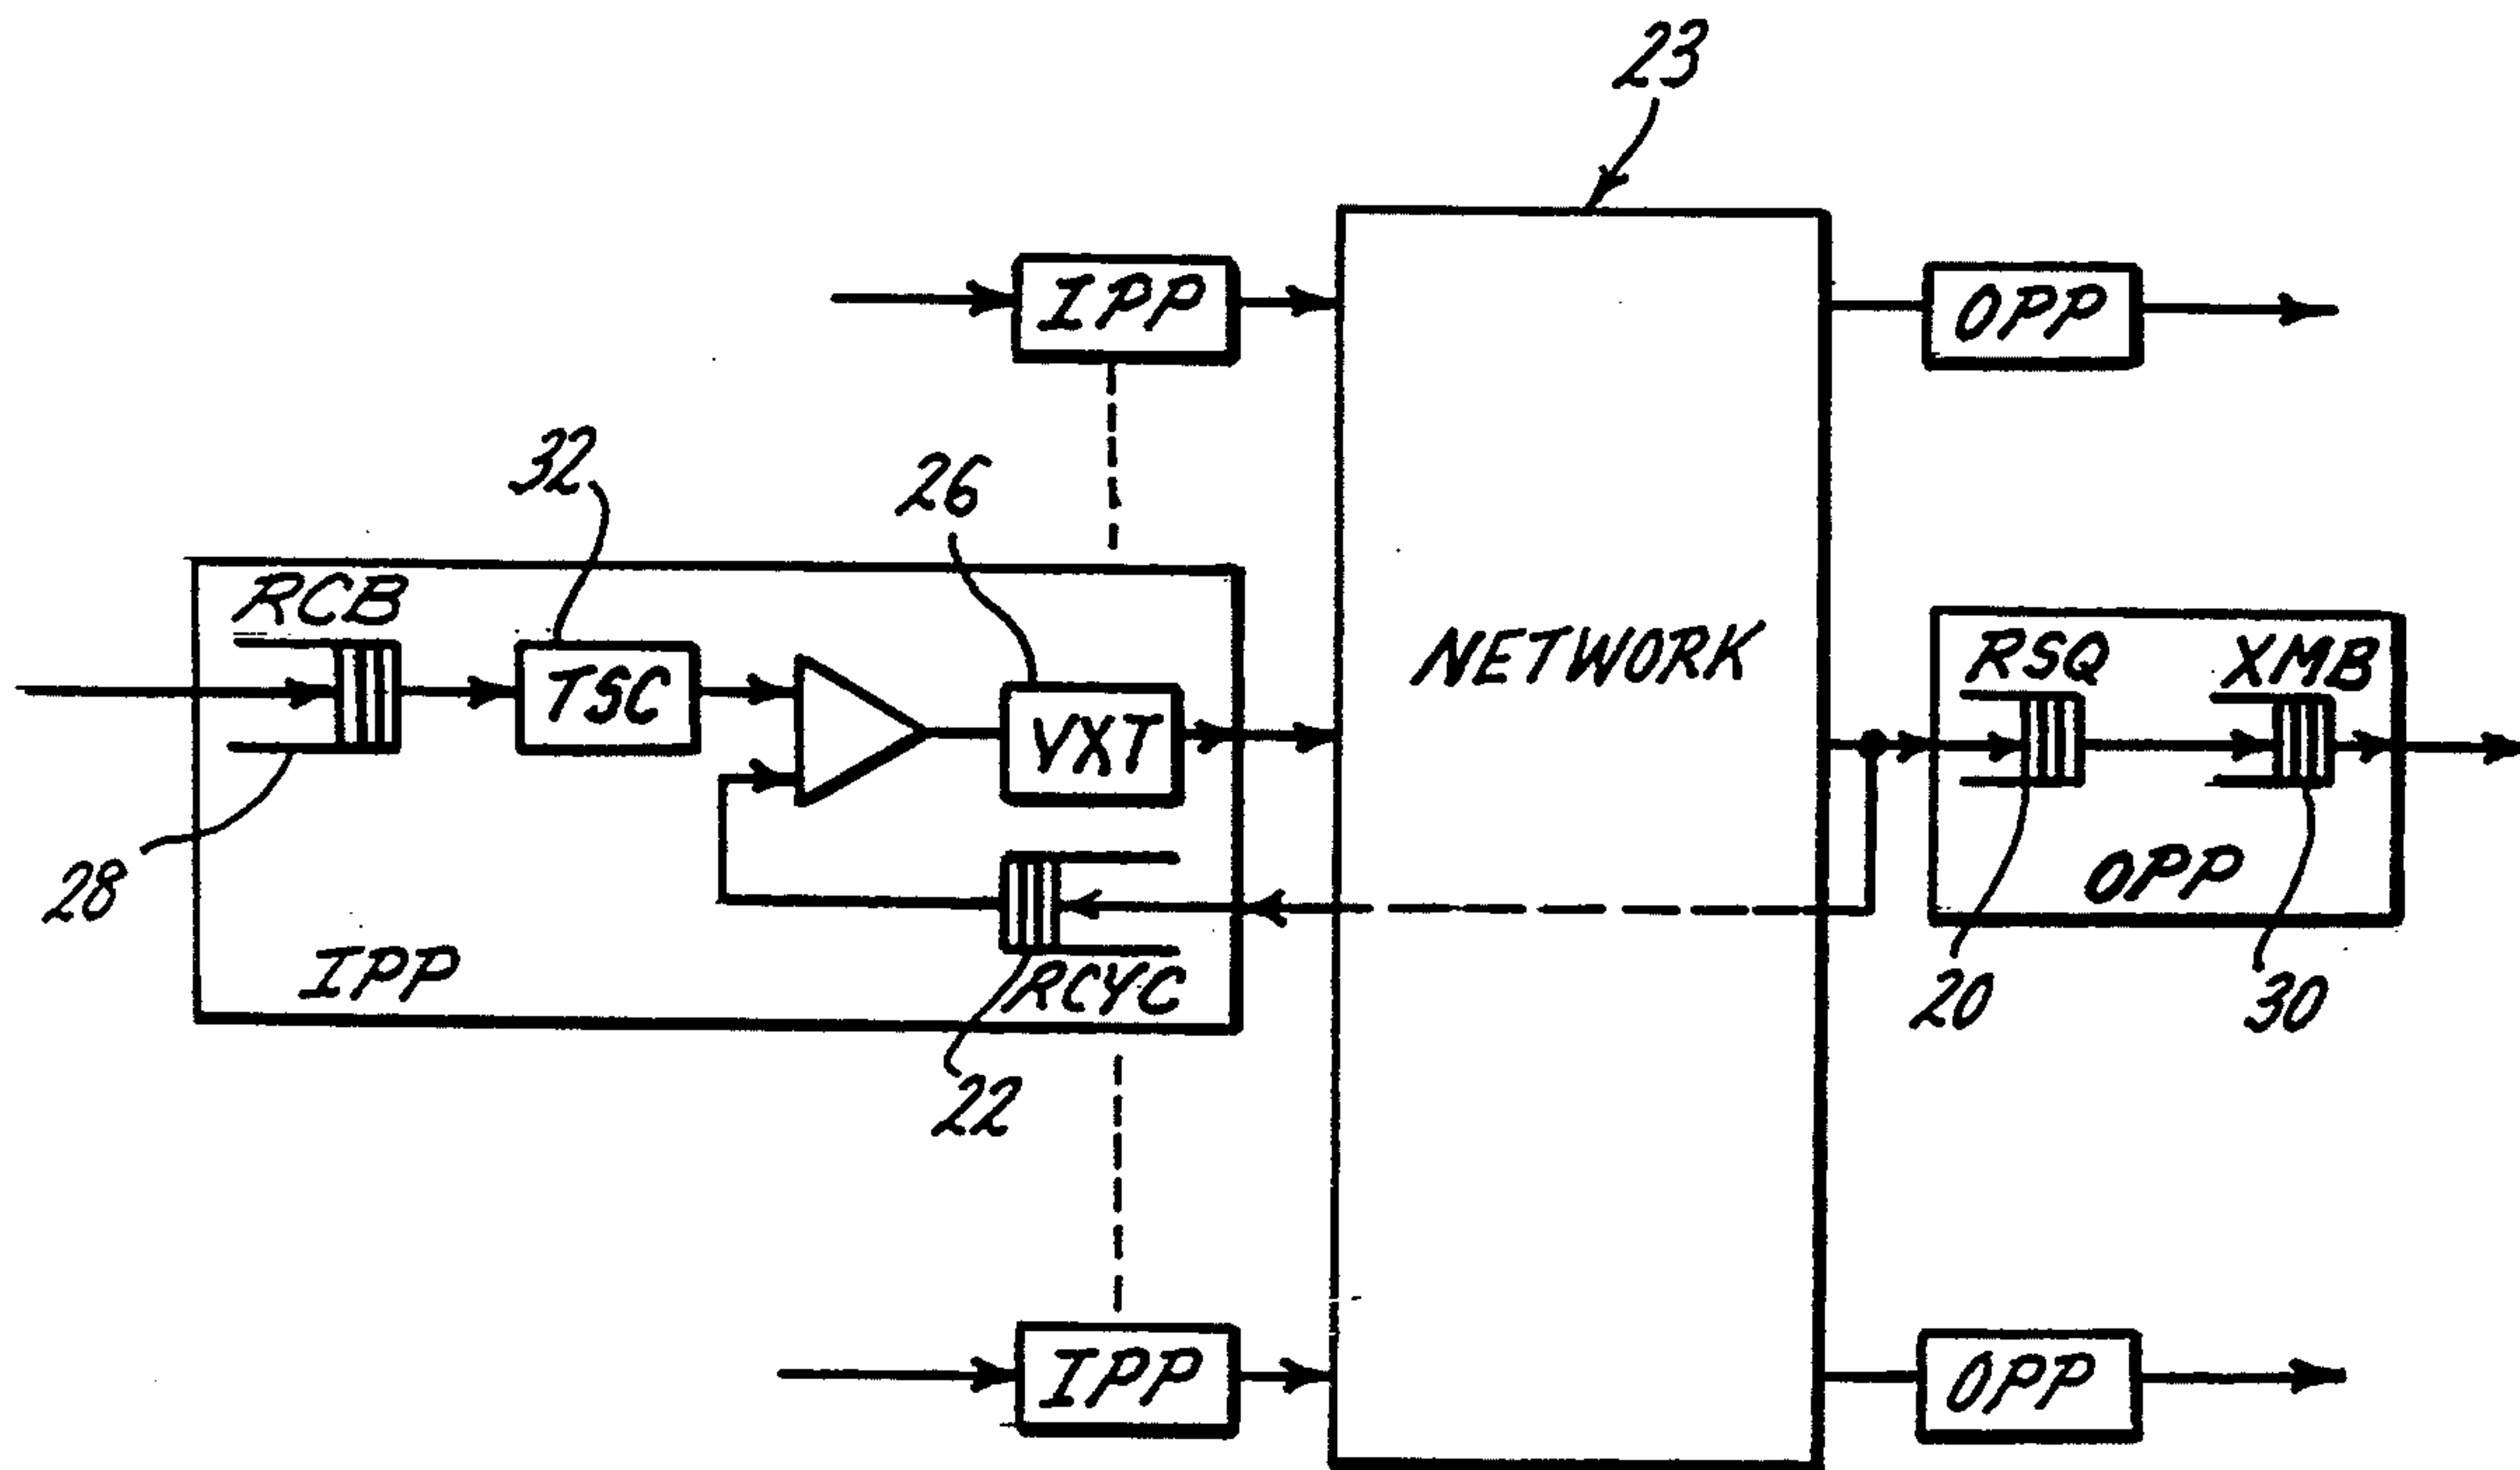 23
IPP
OPP
32
26
RCB
TSC
VXT
NETWORK
RSQ
XMB
28
RCYC
IPP
OPP
22
20
30
IPP
OPP